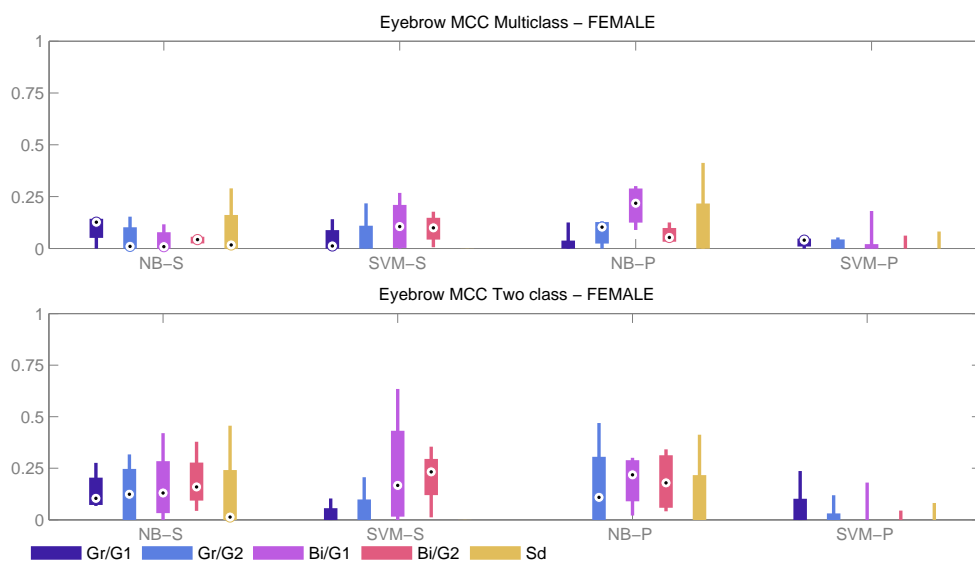 Eyebrow MCC Multiclass − FEMALE
1
0.75
0.5
0.25
0
NB−S SVM−S NB−P SVM−P
Eyebrow MCC Two class − FEMALE
1
0.75
0.5
0.25
0
NB−S SVM−S NB−P SVM−P
Gr/G1 Gr/G2 Bi/G1 Bi/G2 Sd